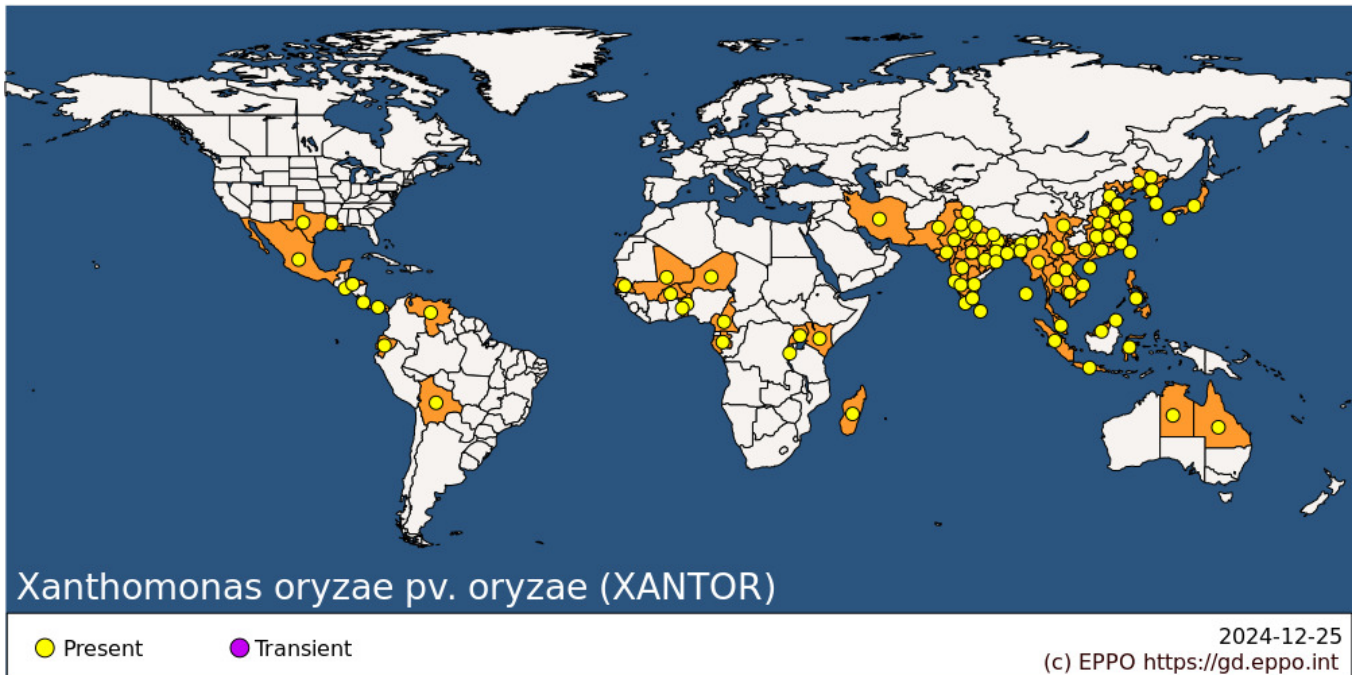 Xanthomonas oryzae pv. oryzae (XANTOR)
Present
Transient
2024-12-25
(c) EPPO https://gd.eppo.int